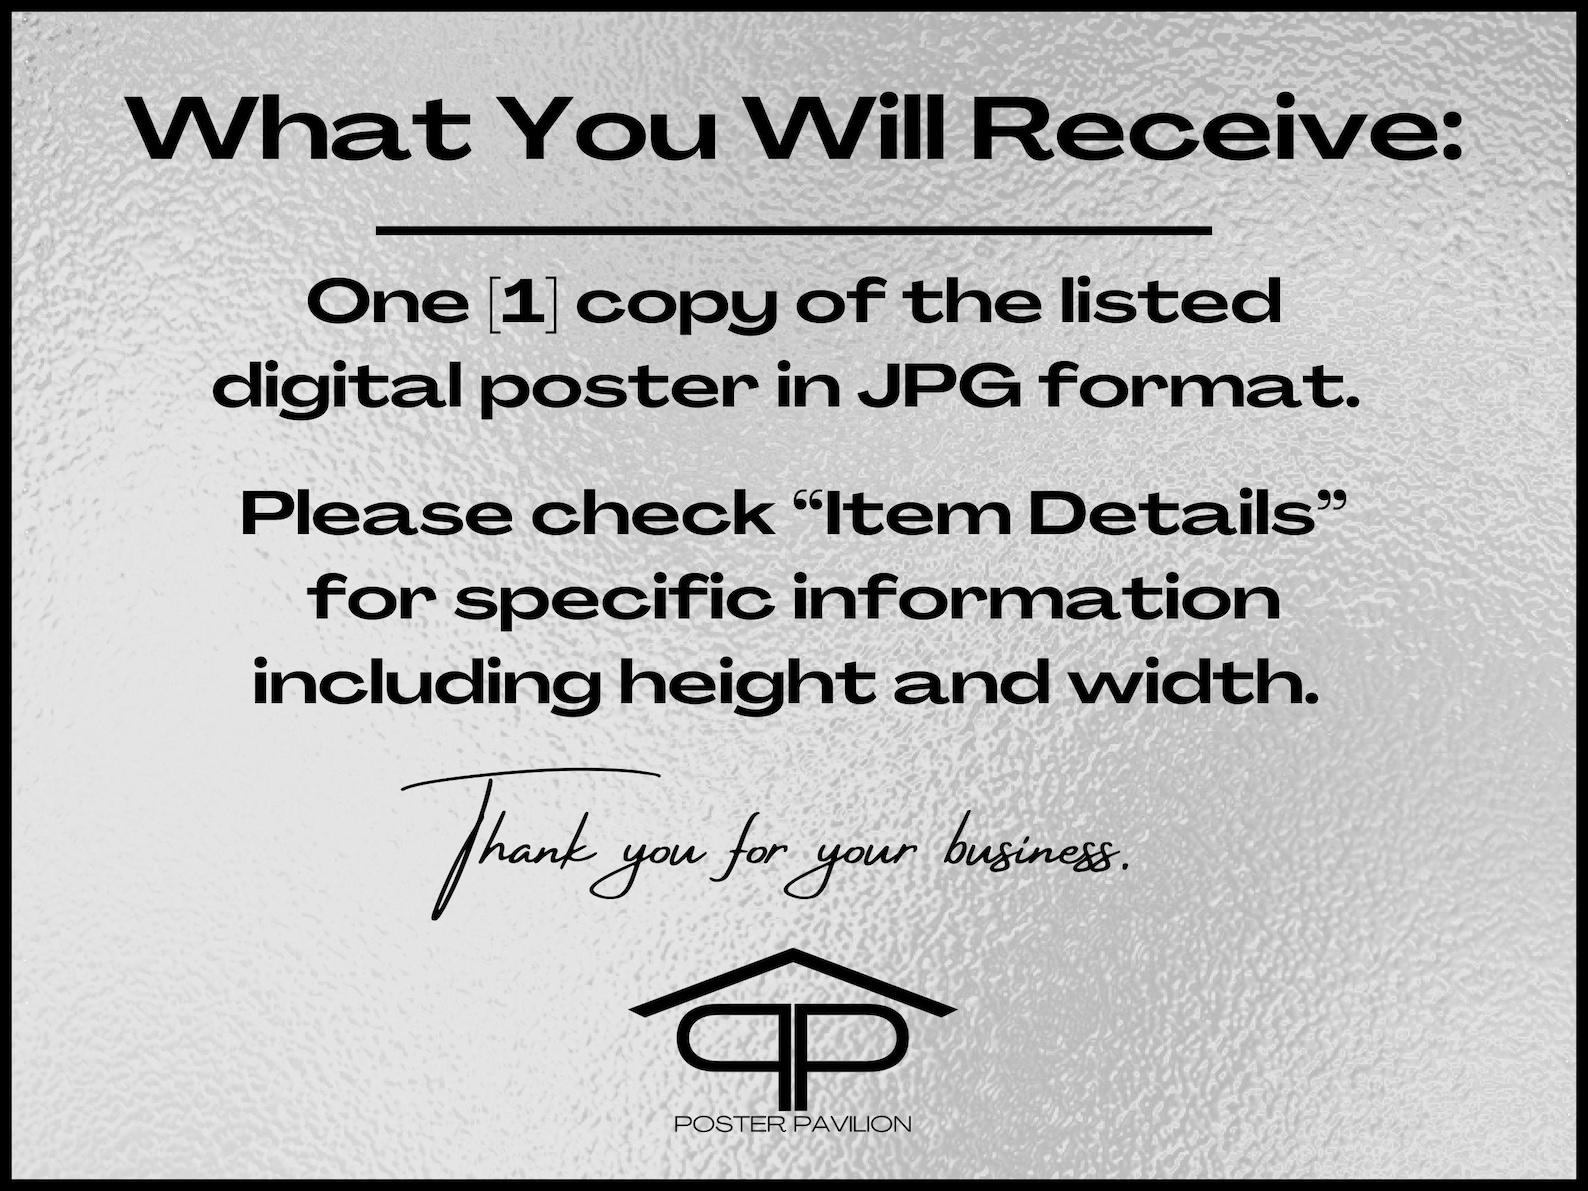 What You Will Receive:
One [1] copy of the listed
digital poster in JPG format.
Please check “Item Details”
for specific information
including height and width.
Thank you for your business.
PP
POSTER PAVILION